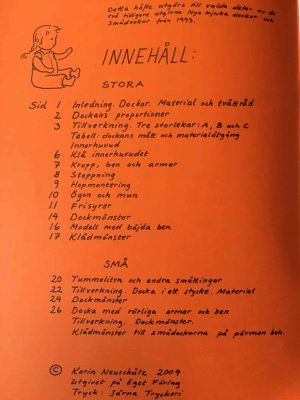 Detta häfte utgörs till valda delar av de
två tidigare utgivna Nya mjuka dockor och
Smådockor från 1993.
INNEHÅLL:
STORA
Sid 1 Inledning. Dockor. Material och tvättråd
2 Dockans proportioner
3 Tillverkning. Tre storlekar: A, B och C
Tabell: dockans mått och materialåtgång
Innerhuvud
6 Klä innerhuvudet
7 Kropp, ben och armar
8 Stoppning
9 Hopmontering
10 Ögon och mun
11 Frisyrer
14 Dockmönster
16 Modell med böjda ben
17 Klädmönster
SMÅ
20 Tummeliten och andra småttingar
22 Tillverkning. Docka i ett stycke. Material
24 Dockmönster
26 Docka med rörliga armar och ben
Tillverkning. Dockmönster.
Klädmönster till smådockorna på pärmen bak.
© Karin Neuschütz 2004
Utgivet på Eget Förlag
Tryck: Järna Tryckeri